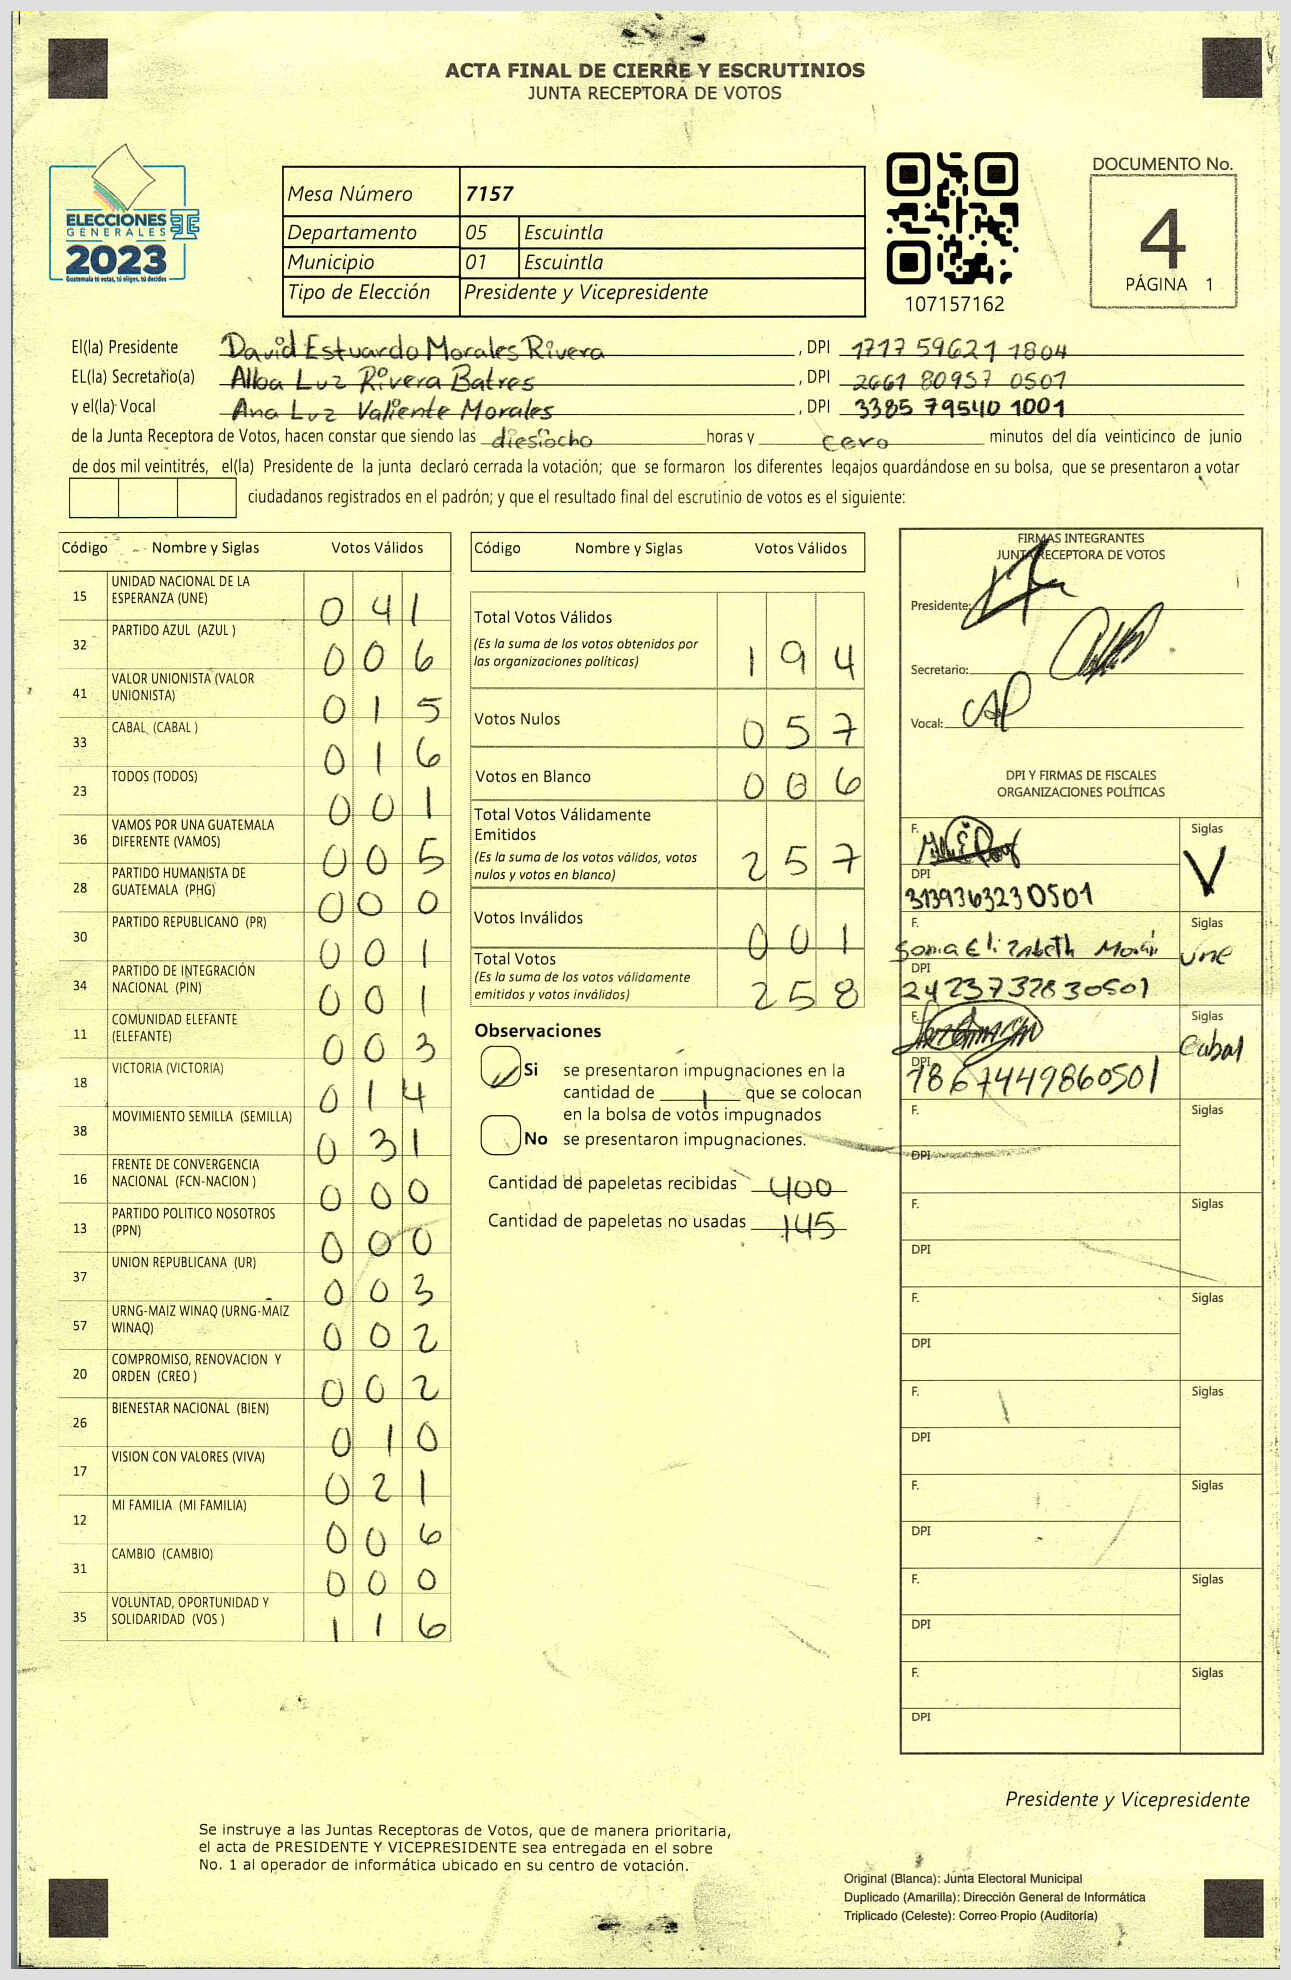 ACTA FINAL DE CIERRE Y ESCRUTINIOS
JUNTA RECEPTORA DE VOTOS
ELECCIONES
GENERALES
2023
Guatemala tú votas, tú eliges, tú decides
Mesa Número 7157
Departamento 05 Escuintla
Municipio 01 Escuintla
Tipo de Elección Presidente y Vicepresidente
107157162
DOCUMENTO No.
4
PÁGINA 1
El(la) Presidente David Estuardo Morales Rivera , DPI 1717 59621 1804
EL(la) Secretario(a) Alba Luz Rivera Batres , DPI 2661 80957 0501
y el(la) Vocal Ana Luz Valiente Morales , DPI 3385 79540 1001
de la Junta Receptora de Votos, hacen constar que siendo las diesiocho horas y cero minutos del día veinticinco de junio
de dos mil veintitrés, el(la) Presidente de la junta declaró cerrada la votación; que se formaron los diferentes legajos guardándose en su bolsa, que se presentaron a votar
ciudadanos registrados en el padrón; y que el resultado final del escrutinio de votos es el siguiente:
Código Nombre y Siglas Votos Válidos
15 UNIDAD NACIONAL DE LA ESPERANZA (UNE) 0 4 1
32 PARTIDO AZUL (AZUL ) 0 0 6
41 VALOR UNIONISTA (VALOR UNIONISTA) 0 1 5
33 CABAL (CABAL ) 0 1 6
23 TODOS (TODOS) 0 0 1
36 VAMOS POR UNA GUATEMALA DIFERENTE (VAMOS) 0 0 5
28 PARTIDO HUMANISTA DE GUATEMALA (PHG) 0 0 0
30 PARTIDO REPUBLICANO (PR) 0 0 1
34 PARTIDO DE INTEGRACIÓN NACIONAL (PIN) 0 0 1
11 COMUNIDAD ELEFANTE (ELEFANTE) 0 0 3
18 VICTORIA (VICTORIA) 0 1 4
38 MOVIMIENTO SEMILLA (SEMILLA) 0 3 1
16 FRENTE DE CONVERGENCIA NACIONAL (FCN-NACION ) 0 0 0
13 PARTIDO POLITICO NOSOTROS (PPN) 0 0 0
37 UNION REPUBLICANA (UR) 0 0 3
57 URNG-MAIZ WINAQ (URNG-MAIZ WINAQ) 0 0 2
20 COMPROMISO, RENOVACION Y ORDEN (CREO ) 0 0 2
26 BIENESTAR NACIONAL (BIEN) 0 1 0
17 VISION CON VALORES (VIVA) 0 2 1
12 MI FAMILIA (MI FAMILIA) 0 0 6
31 CAMBIO (CAMBIO) 0 0 0
35 VOLUNTAD, OPORTUNIDAD Y SOLIDARIDAD (VOS ) 1 1 6
Código Nombre y Siglas Votos Válidos
Total Votos Válidos
(Es la suma de los votos obtenidos por
las organizaciones políticas) 1 9 4
Votos Nulos 0 5 7
Votos en Blanco 0 0 6
Total Votos Válidamente
Emitidos
(Es la suma de los votos válidos, votos
nulos y votos en blanco) 2 5 7
Votos Inválidos 0 0 1
Total Votos
(Es la suma de los votos válidamente
emitidos y votos inválidos) 2 5 8
Observaciones
Si se presentaron impugnaciones en la
cantidad de 1 que se colocan
en la bolsa de votos impugnados
No se presentaron impugnaciones.
Cantidad de papeletas recibidas 400
Cantidad de papeletas no usadas 145
FIRMAS INTEGRANTES
JUNTA RECEPTORA DE VOTOS
Presidente:
Secretario:
Vocal:
DPI Y FIRMAS DE FISCALES
ORGANIZACIONES POLÍTICAS
F. Siglas V
DPI 3139363230501
F. Sonia Elizabeth Morán Siglas Une
DPI 2423732830501
F. Siglas Cabal
DPI 1867449860501
F. Siglas
DPI
F. Siglas
DPI
F. Siglas
DPI
F. Siglas
DPI
F. Siglas
DPI
F. Siglas
DPI
F. Siglas
DPI
Presidente y Vicepresidente
Se instruye a las Juntas Receptoras de Votos, que de manera prioritaria,
el acta de PRESIDENTE Y VICEPRESIDENTE sea entregada en el sobre
No. 1 al operador de informática ubicado en su centro de votación.
Original (Blanca): Junta Electoral Municipal
Duplicado (Amarilla): Dirección General de Informática
Triplicado (Celeste): Correo Propio (Auditoría)